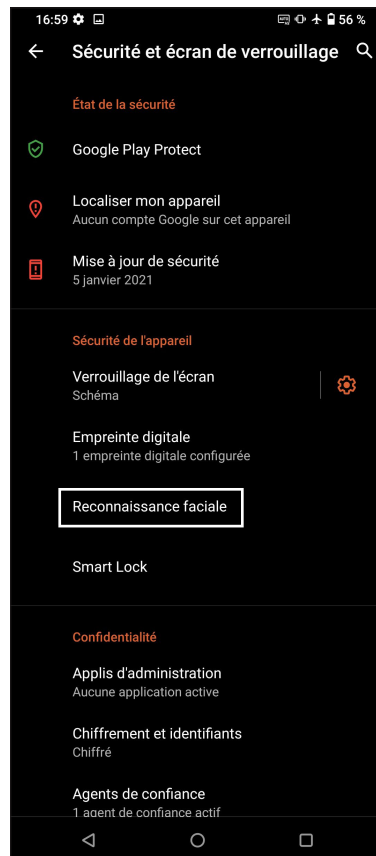 16:59 56 %
Sécurité et écran de verrouillage
État de la sécurité
Google Play Protect
Localiser mon appareil
Aucun compte Google sur cet appareil
Mise à jour de sécurité
5 janvier 2021
Sécurité de l'appareil
Verrouillage de l'écran
Schéma
Empreinte digitale
1 empreinte digitale configurée
Reconnaissance faciale
Smart Lock
Confidentialité
Applis d'administration
Aucune application active
Chiffrement et identifiants
Chiffré
Agents de confiance
1 agent de confiance actif